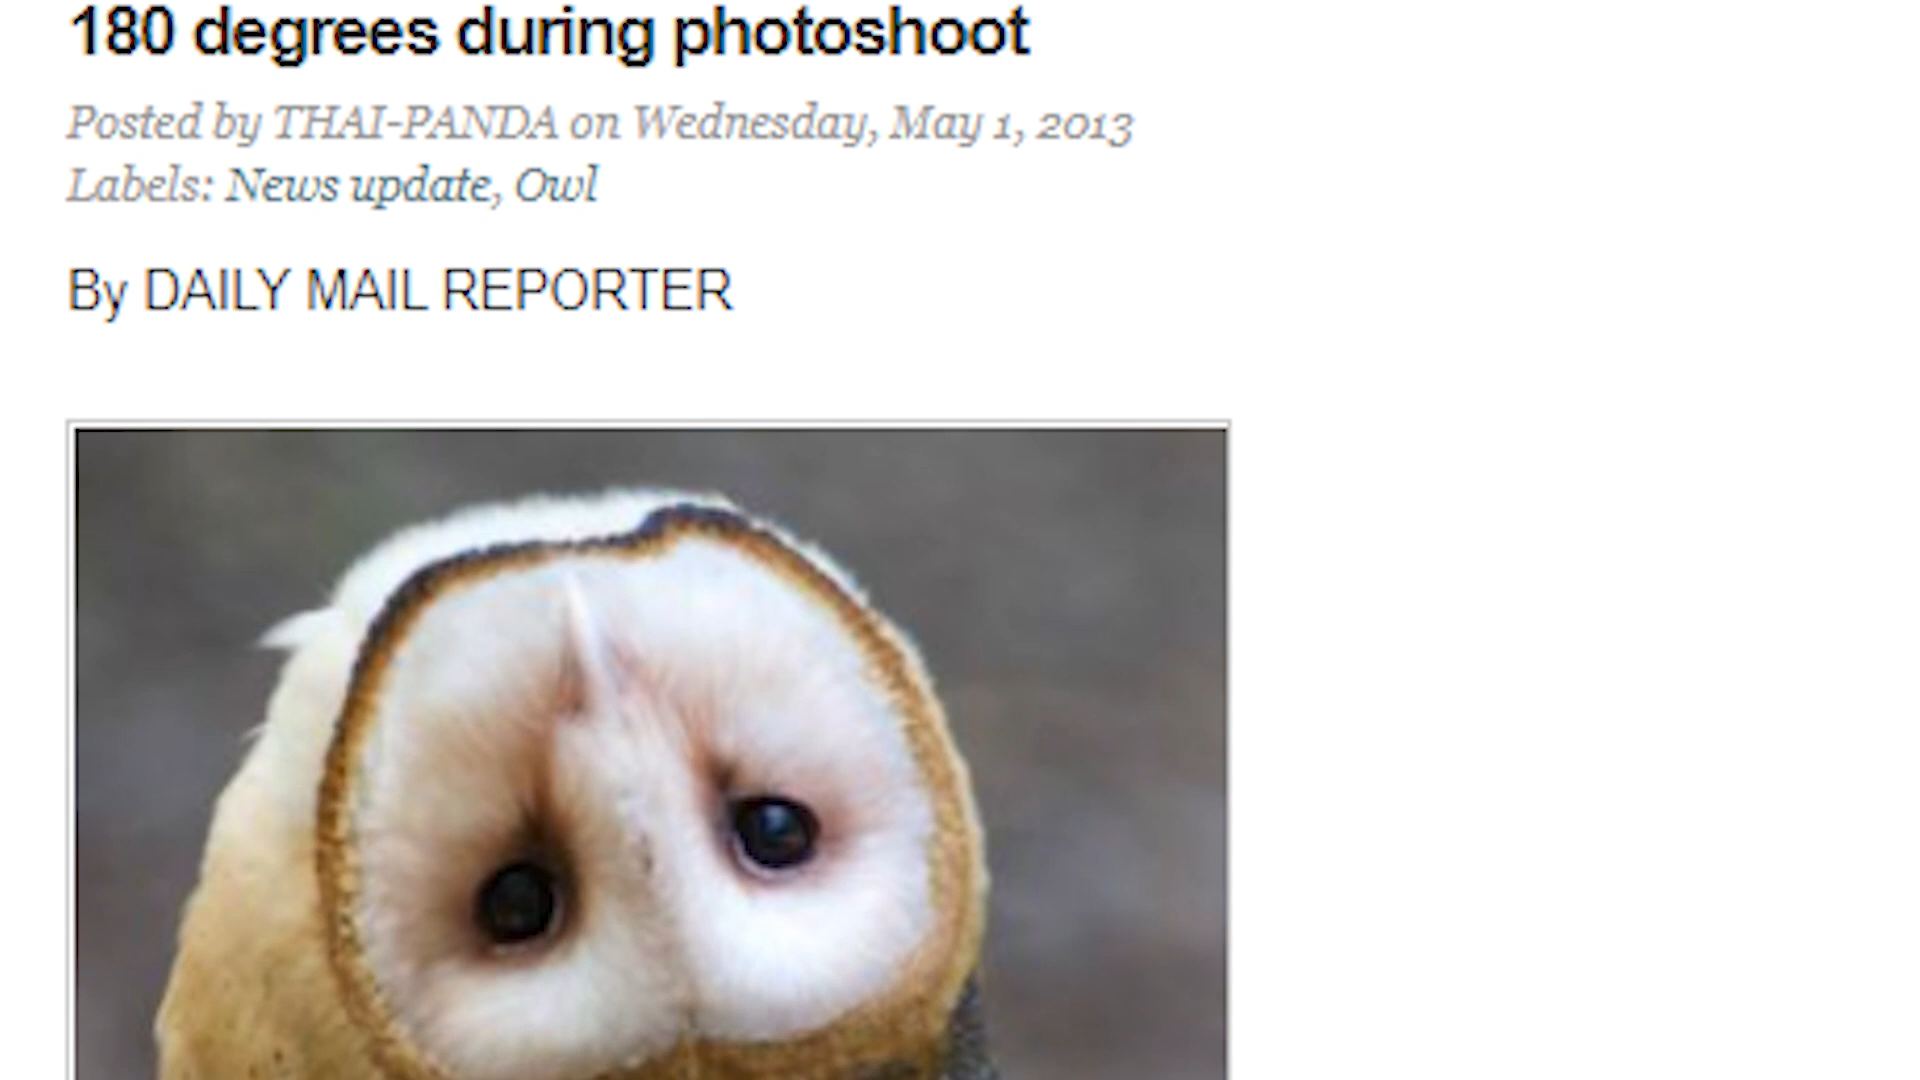 180 degrees during photoshoot
Posted by THAI-PANDA on Wednesday, May 1, 2013
Labels: News update, Owl
By DAILY MAIL REPORTER